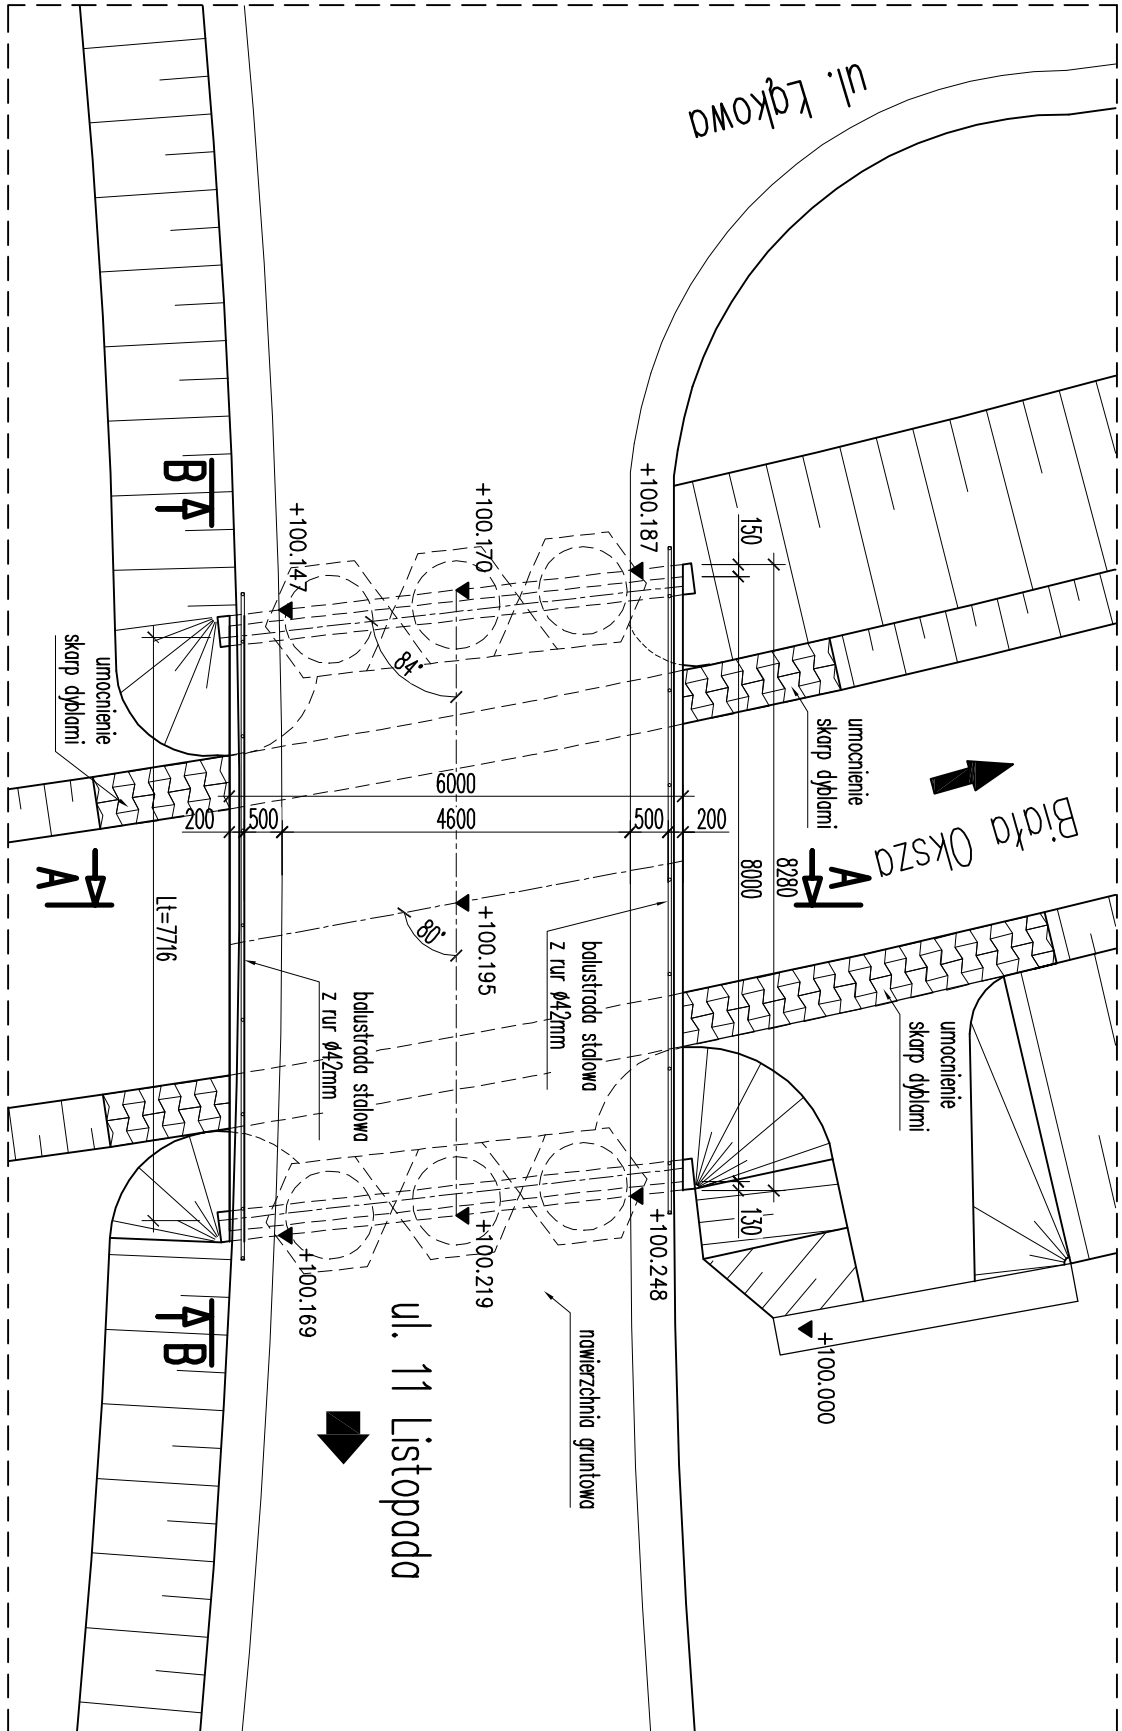 ul. Łąkowa
+100.187
+100.170
+100.147
150
B
84°
umocnienie
skarp dyblami
umocnienie
skarp dyblami
Biała Oksza
6000
200
500
4600
500
200
8280
8000
A
A
Lt=7716
80°
+100.195
balustrada stalowa
z rur ø42mm
balustrada stalowa
z rur ø42mm
umocnienie
skarp dyblami
130
+100.248
+100.219
+100.169
B
ul. 11 Listopada
nawierzchnia gruntowa
+100.000